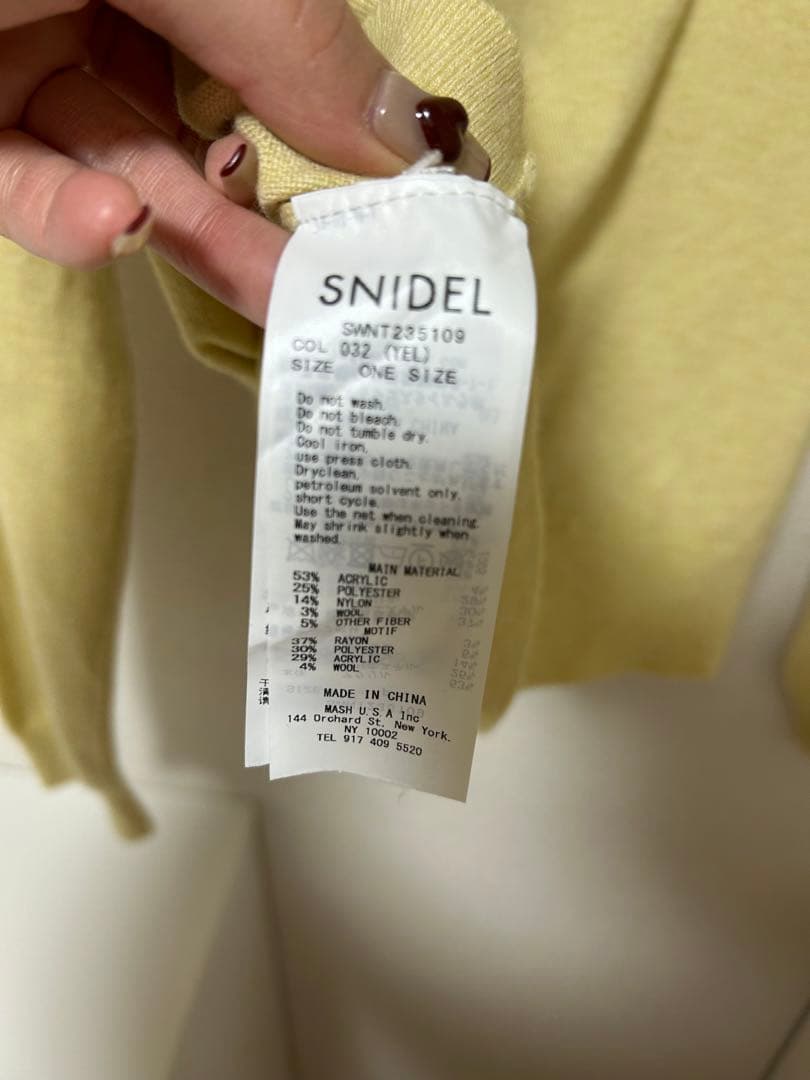 SNIDEL
SWNT235109
COL 032 (YEL)
SIZE ONE SIZE
Do not wash.
Do not bleach.
Do not tumble dry.
Cool iron,
use press cloth.
Dryclean,
petroleum solvent only,
short cycle.
Use the net when cleaning.
May shrink slightly when
washed.
MAIN MATERIAL
53% ACRYLIC
25% POLYESTER
14% NYLON
3% WOOL
5% OTHER FIBER
MOTIF
37% RAYON
30% POLYESTER
29% ACRYLIC
4% WOOL
MADE IN CHINA
MASH U.S.A Inc
144 Orchard St. New York.
NY 10002
TEL 917 409 5520